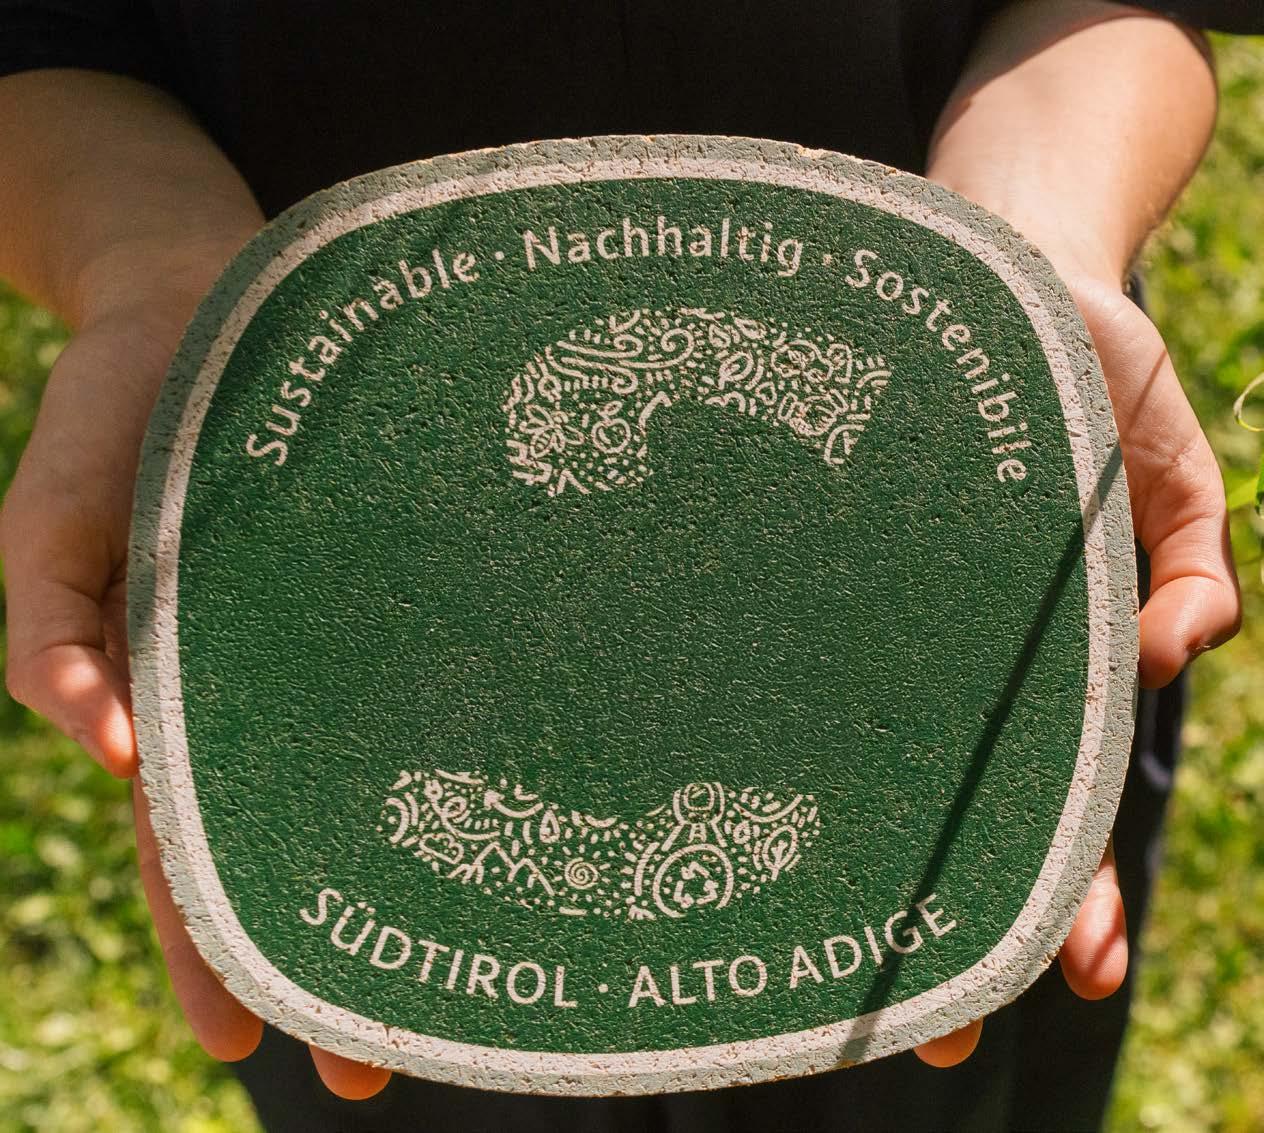 Sustainable · Nachhaltig · Sostenibile
SÜDTIROL · ALTO ADIGE